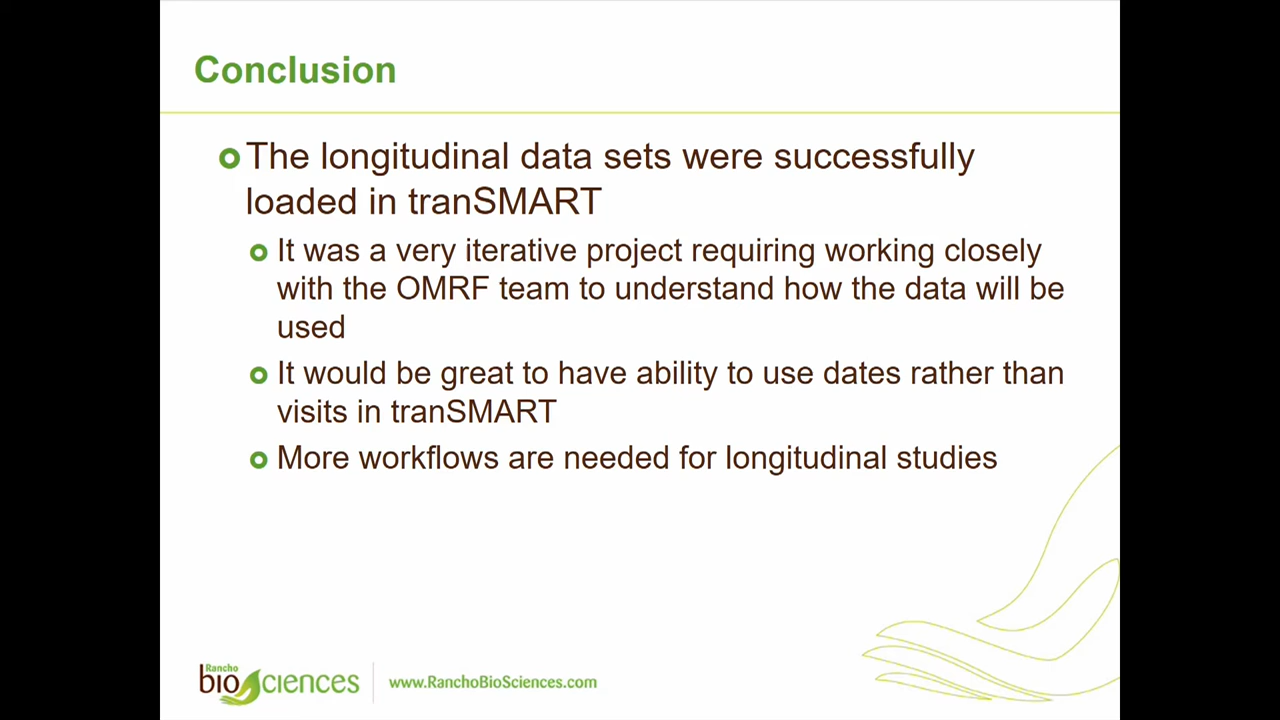 Conclusion
The longitudinal data sets were successfully
loaded in tranSMART
It was a very iterative project requiring working closely
with the OMRF team to understand how the data will be
used
It would be great to have ability to use dates rather than
visits in tranSMART
More workflows are needed for longitudinal studies
Rancho
bioSciences
www.RanchoBioSciences.com